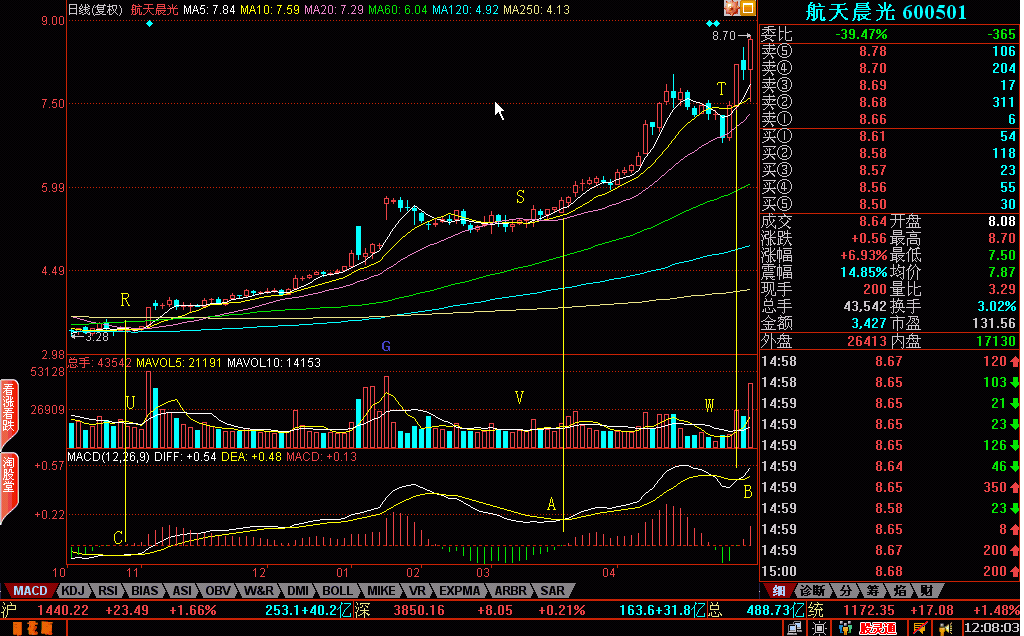 日线(复权) 航天晨光 MA5: 7.84 MA10: 7.59 MA20: 7.29 MA60: 6.04 MA120: 4.92 MA250: 4.13
9.00
8.70
7.50
T
5.99
S
4.49
R
3.28
G
2.98
总手: 43542 MAVOL5: 21191 MAVOL10: 14153
53128
26909
U
V
W
MACD(12,26,9) DIFF: +0.54 DEA: +0.48 MACD: +0.13
+0.57
+0.22
A
B
C
10 11 12 01 02 03 04
看涨看跌
淘股堂
MACD KDJ RSI BIAS ASI OBV W&R DMI BOLL MIKE VR EXPMA ARBR SAR
航天晨光 600501
委比 -39.47% -365
卖⑤ 8.78 106
卖④ 8.70 204
卖③ 8.69 17
卖② 8.68 311
卖① 8.66 6
买① 8.61 54
买② 8.58 118
买③ 8.57 23
买④ 8.56 55
买⑤ 8.50 30
成交 8.64 开盘 8.08
涨跌 +0.56 最高 8.70
涨幅 +6.93% 最低 7.50
震幅 14.85% 均价 7.87
现手 200 量比 3.29
总手 43,542 换手 3.02%
金额 3,427 市盈 131.56
外盘 26413 内盘 17130
14:58 8.67 120
14:58 8.65 103
14:59 8.65 21
14:59 8.65 23
14:59 8.65 126
14:59 8.64 46
14:59 8.65 350
14:59 8.58 23
14:59 8.65 8
14:59 8.67 200
15:00 8.68 200
细 诊断 分 筹 焰 财
沪 1440.22 +23.49 +1.66% 253.1+40.2亿 深 3850.16 +8.05 +0.21% 163.6+31.8亿 总 488.73亿 统 1172.35 +17.08 +1.48%
股灵通 12:08:03